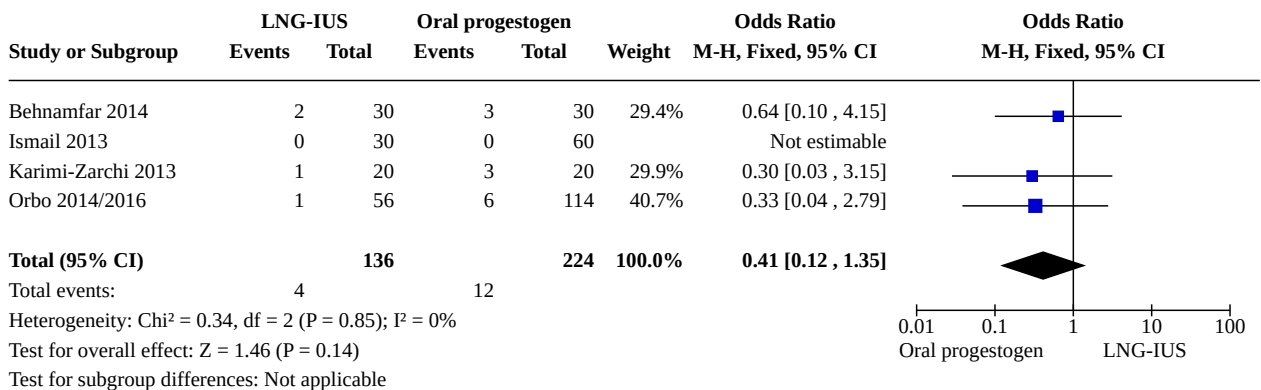 LNG-IUS Oral progestogen Odds Ratio Odds Ratio
Study or Subgroup Events Total Events Total Weight M-H, Fixed, 95% CI M-H, Fixed, 95% CI
Behnamfar 2014 2 30 3 30 29.4% 0.64 [0.10 , 4.15]
Ismail 2013 0 30 0 60 Not estimable
Karimi-Zarchi 2013 1 20 3 20 29.9% 0.30 [0.03 , 3.15]
Orbo 2014/2016 1 56 6 114 40.7% 0.33 [0.04 , 2.79]
Total (95% CI) 136 224 100.0% 0.41 [0.12 , 1.35]
Total events: 4 12
Heterogeneity: Chi² = 0.34, df = 2 (P = 0.85); I² = 0%
0.01 0.1 1 10 100
Test for overall effect: Z = 1.46 (P = 0.14)
Oral progestogen LNG-IUS
Test for subgroup differences: Not applicable